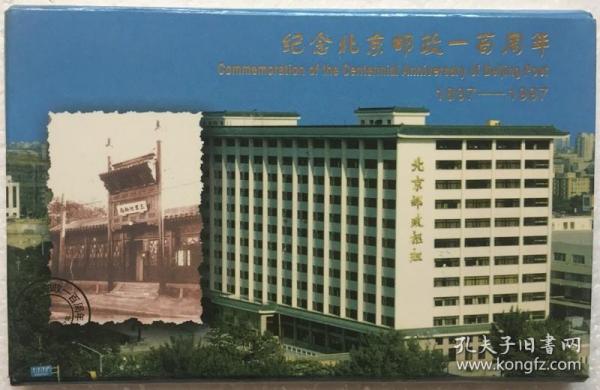 纪念北京邮政一百周年
Commemoration of the Centennial Anniversary of Beijing Post
1897——1997
北京邮政枢纽
孔夫子旧书网
www.kongfz.com